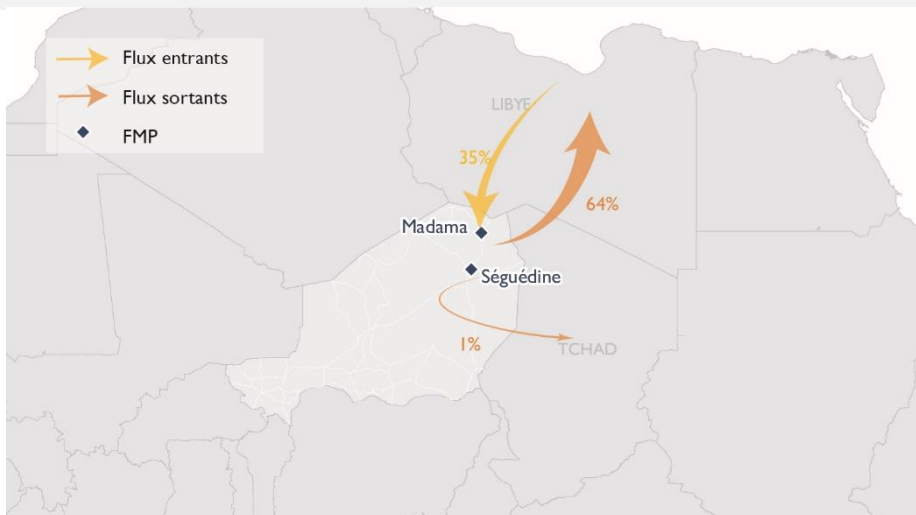 Flux entrants
Flux sortants
FMP
LIBYE
35%
64%
Madama
Séguédine
1%
TCHAD